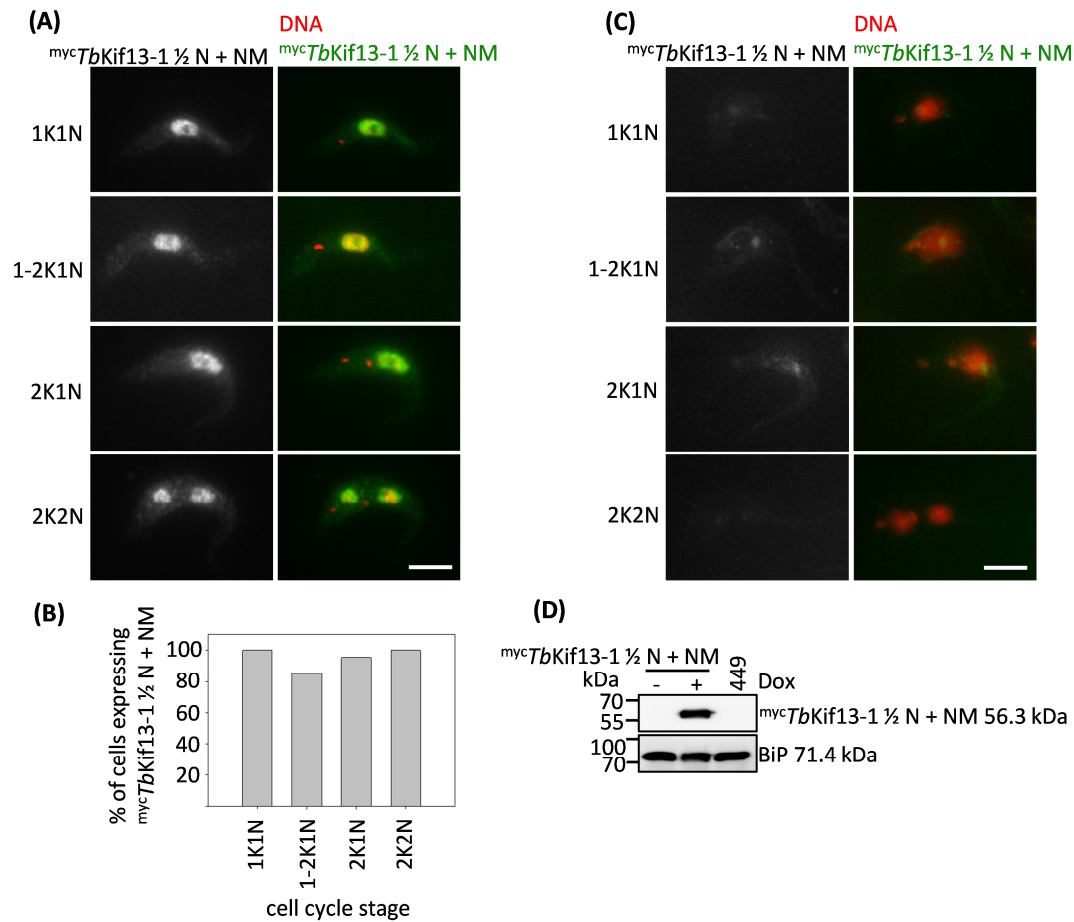 (A)
DNA
mycTbKif13-1 ½ N + NM
mycTbKif13-1 ½ N + NM
1K1N
1-2K1N
2K1N
2K2N
(C)
DNA
mycTbKif13-1 ½ N + NM
mycTbKif13-1 ½ N + NM
1K1N
1-2K1N
2K1N
2K2N
(B)
% of cells expressing
mycTbKif13-1 ½ N + NM
100
80
60
40
20
1K1N
1-2K1N
2K1N
2K2N
cell cycle stage
(D)
mycTbKif13-1 ½ N + NM
449
kDa
- + Dox
70
55
mycTbKif13-1 ½ N + NM 56.3 kDa
100
70
BiP 71.4 kDa